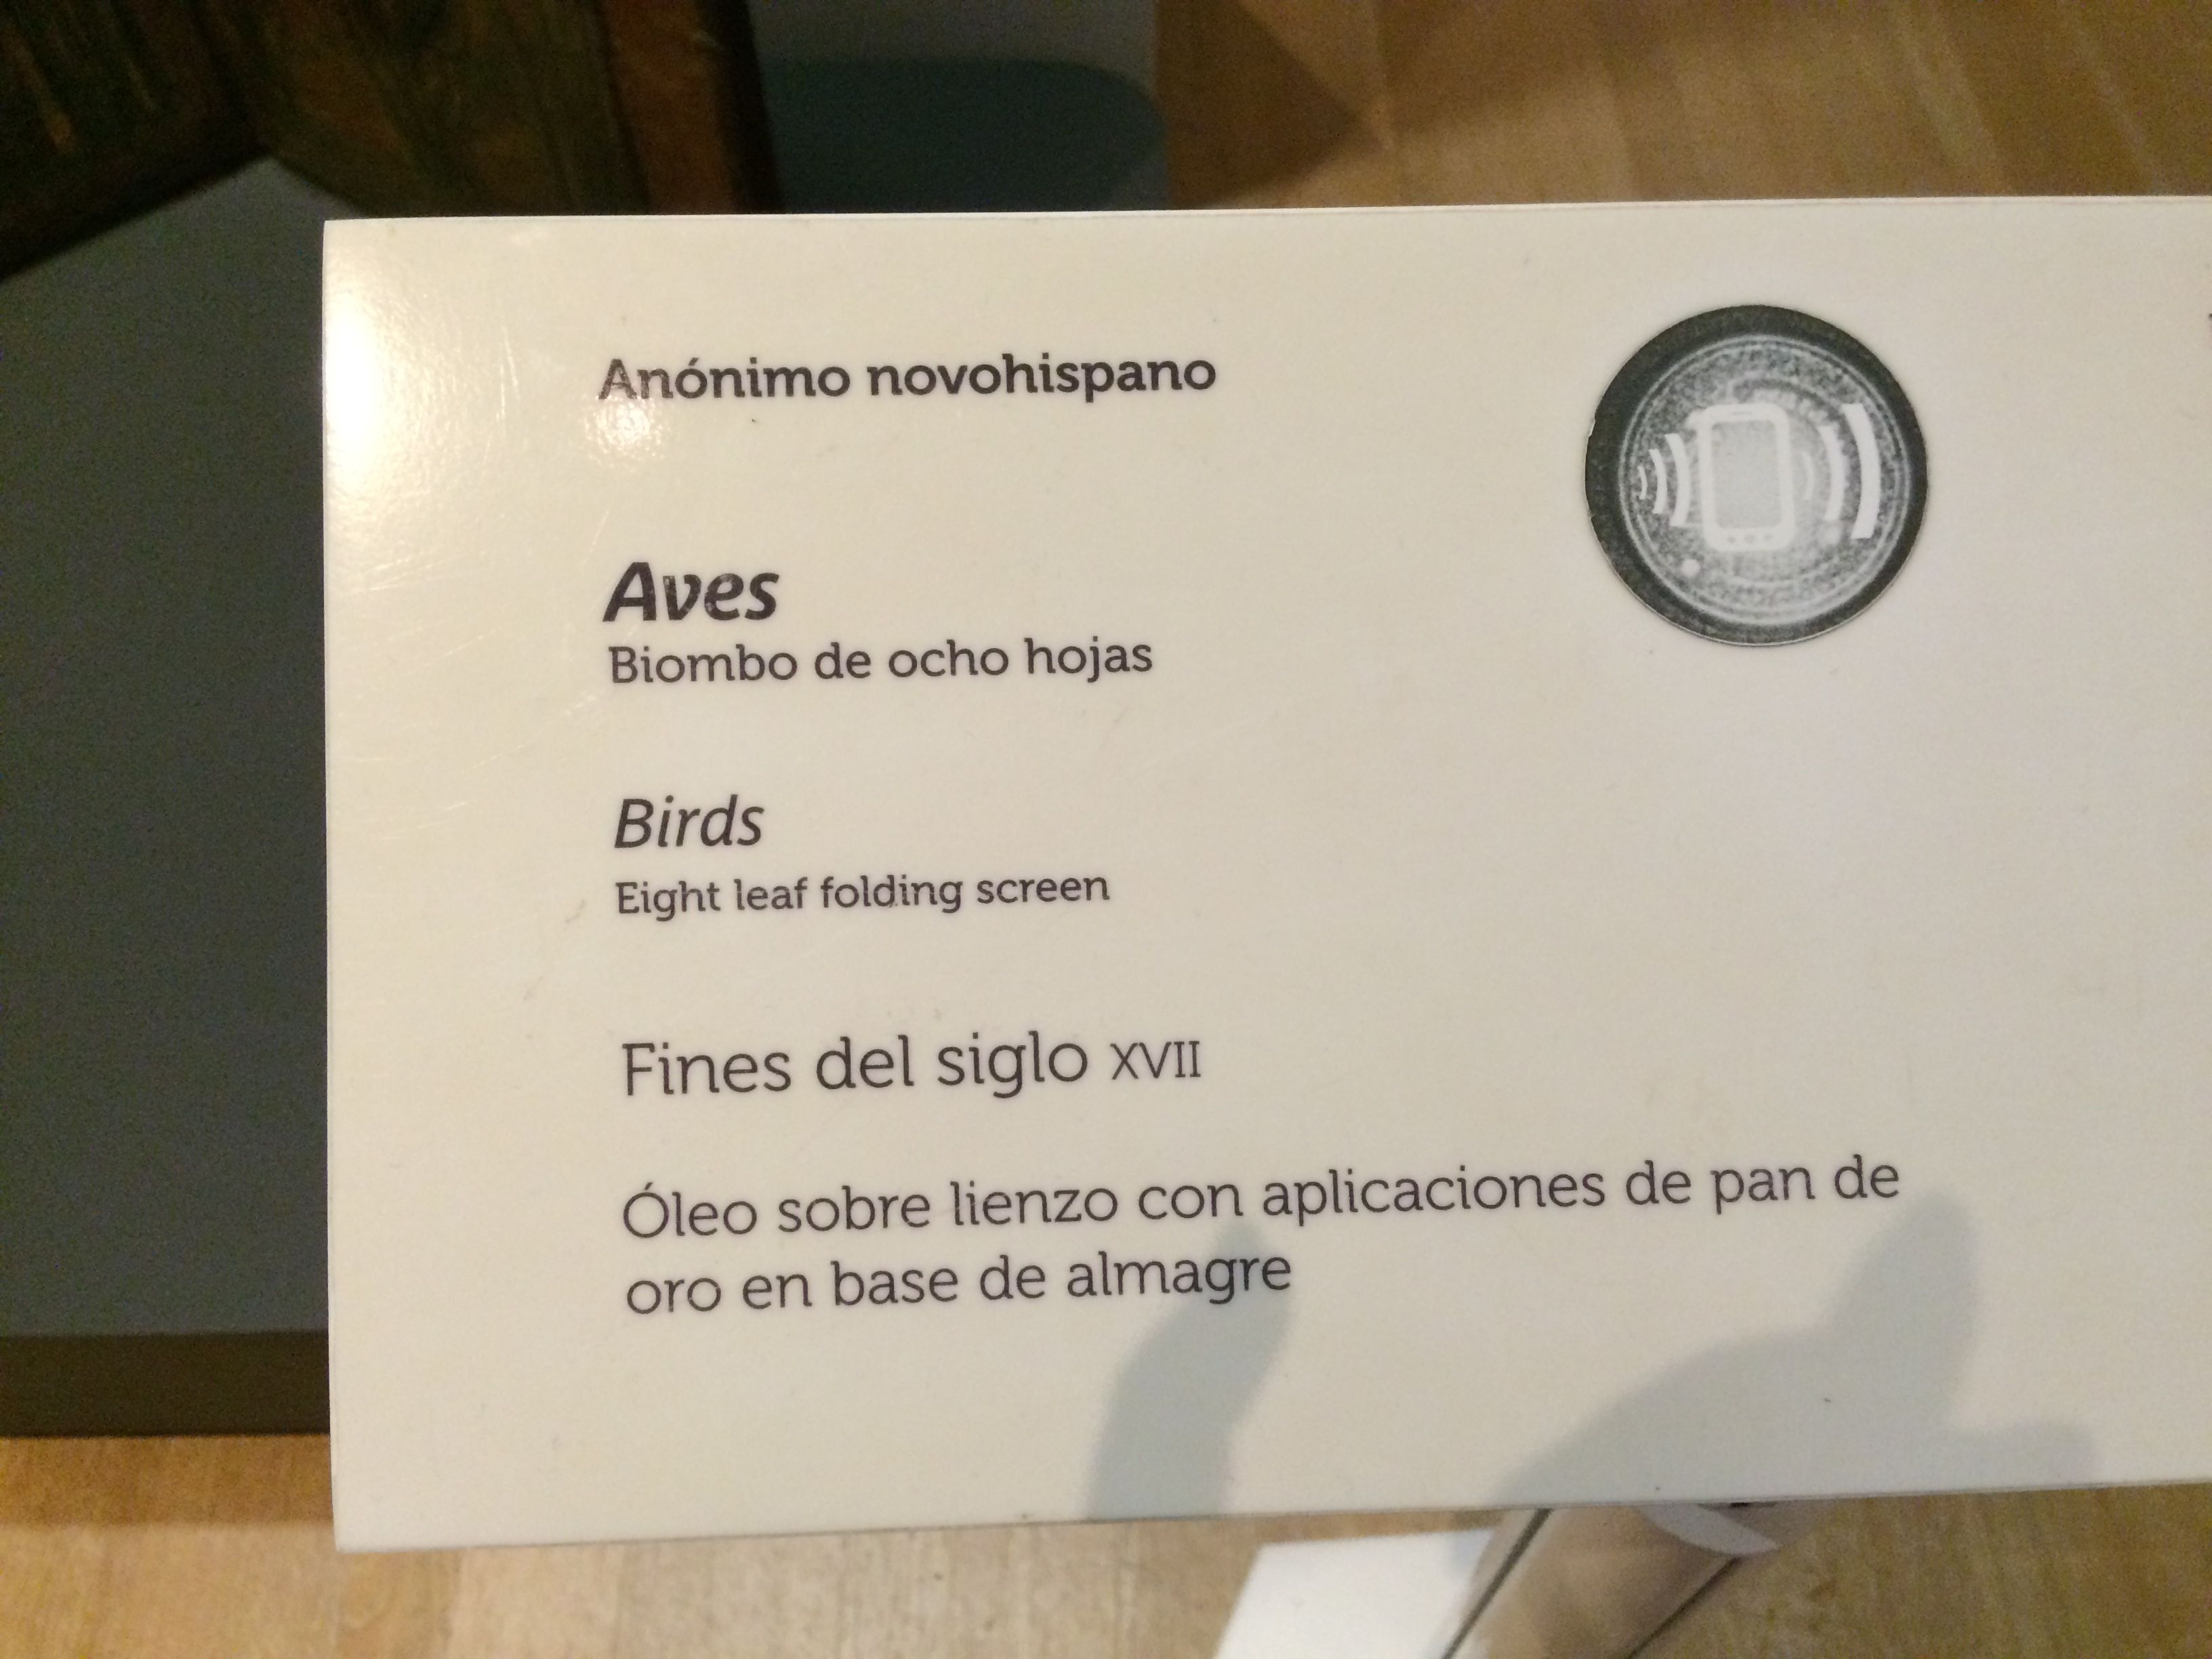 Anónimo novohispano
Aves
Biombo de ocho hojas
Birds
Eight leaf folding screen
Fines del siglo XVII
Óleo sobre lienzo con aplicaciones de pan de
oro en base de almagre